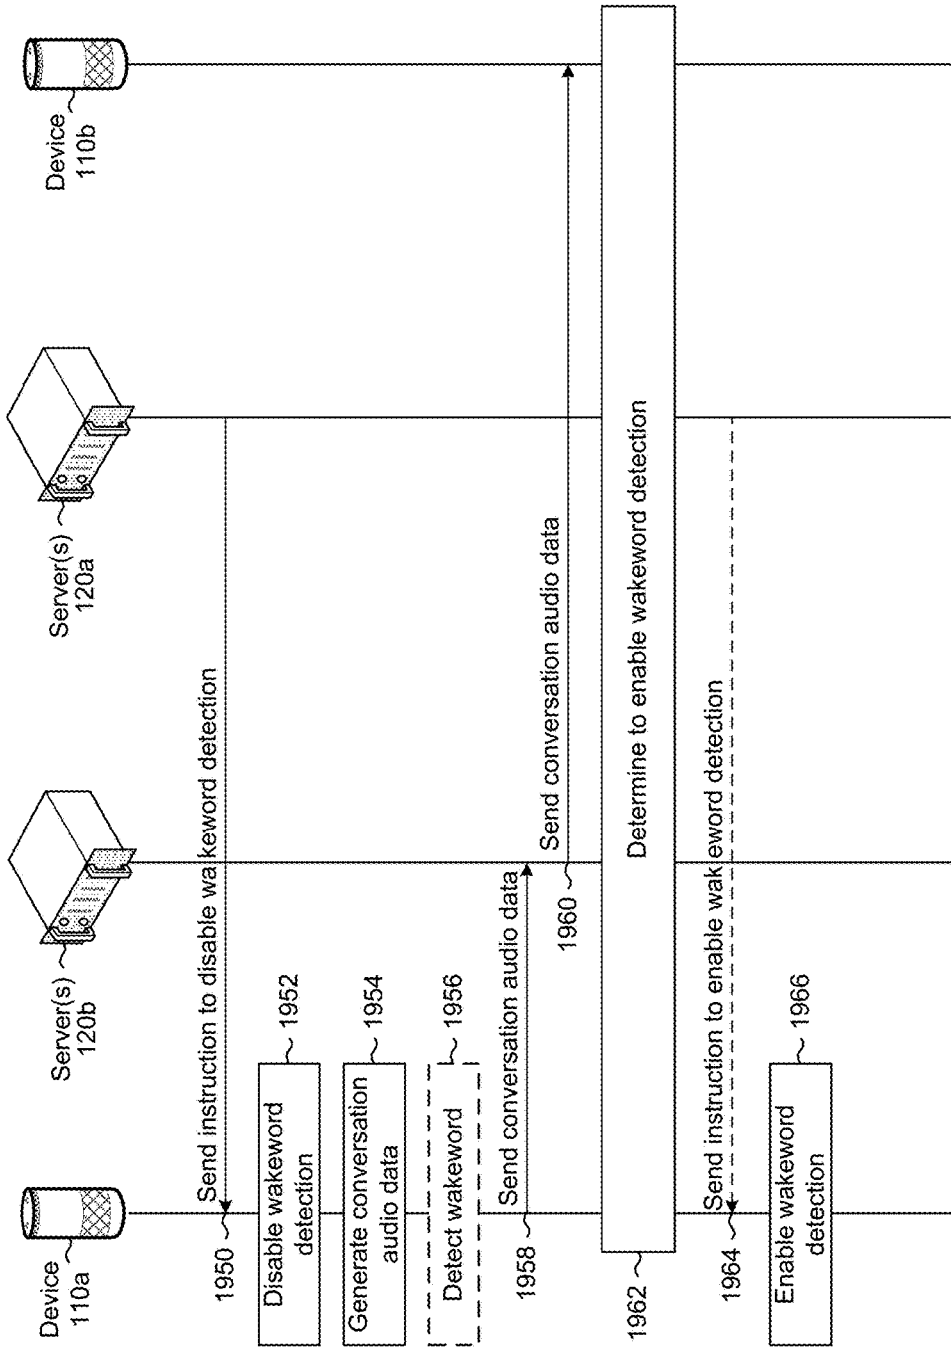 Device
110a
Server(s)
120b
Server(s)
120a
Device
110b
Send instruction to disable wakeword detection
1950
Disable wakeword
detection
1952
Generate conversation
audio data
1954
Detect wakeword
1956
Send conversation audio data
1958
Send conversation audio data
1960
Determine to enable wakeword detection
1962
Send instruction to enable wakeword detection
1964
Enable wakeword
detection
1966